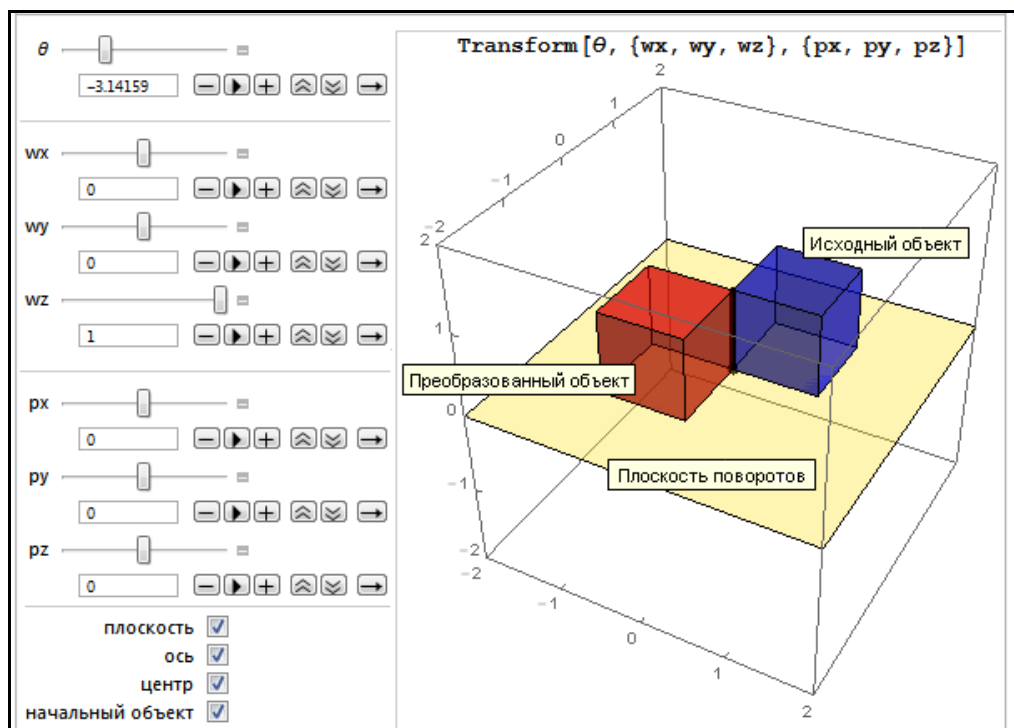 θ
−3.14159
wx
0
wy
0
wz
1
px
0
py
0
pz
0
плоскость
ось
центр
начальный объект
Transform[θ, {wx, wy, wz}, {px, py, pz}]
2
1
0
−1
−2
2
1
0
−1
−2
−2
−1
0
1
2
Исходный объект
Преобразованный объект
Плоскость поворотов